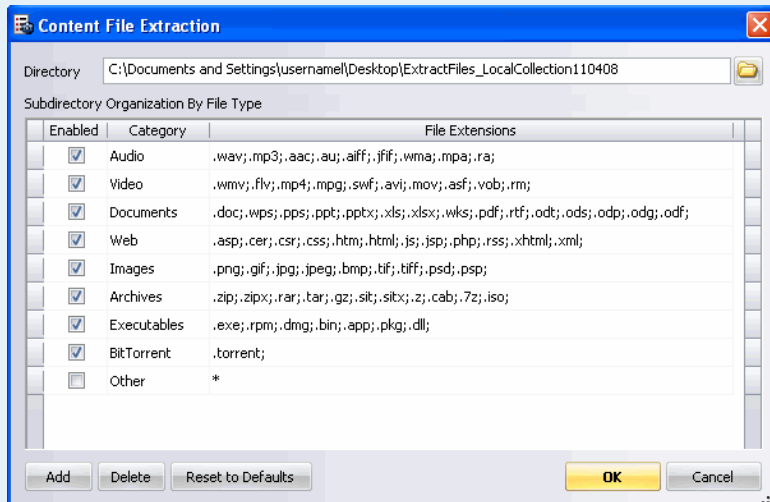 Content File Extraction
Directory C:\Documents and Settings\usernamel\Desktop\ExtractFiles_LocalCollection110408
Subdirectory Organization By File Type
Enabled Category File Extensions
Audio .wav;.mp3;.aac;.au;.aiff;.jfif;.wma;.mpa;.ra;
Video .wmv;.flv;.mp4;.mpg;.swf;.avi;.mov;.asf;.vob;.rm;
Documents .doc;.wps;.pps;.ppt;.pptx;.xls;.xlsx;.wks;.pdf;.rtf;.odt;.ods;.odp;.odg;.odf;
Web .asp;.cer;.csr;.css;.htm;.html;.js;.jsp;.php;.rss;.xhtml;.xml;
Images .png;.gif;.jpg;.jpeg;.bmp;.tif;.tiff;.psd;.psp;
Archives .zip;.zipx;.rar;.tar;.gz;.sit;.sitx;.z;.cab;.7z;.iso;
Executables .exe;.rpm;.dmg;.bin;.app;.pkg;.dll;
BitTorrent .torrent;
Other *
Add Delete Reset to Defaults OK Cancel